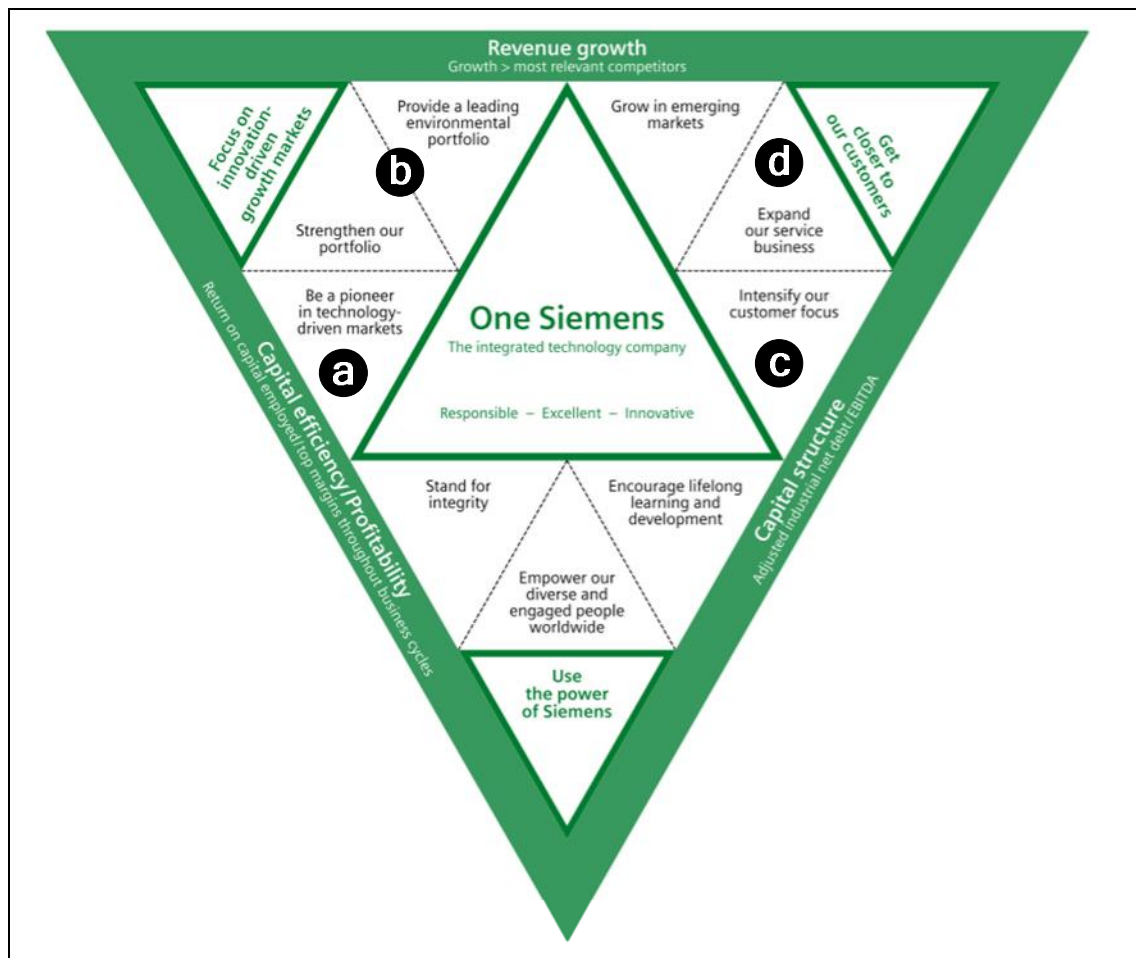 Revenue growth
Growth > most relevant competitors
Focus on
innovation-
driven
growth markets
Provide a leading
environmental
portfolio
b
Strengthen our
portfolio
Be a pioneer
in technology-
driven markets
a
Grow in emerging
markets
d
Expand
our service
business
Get
closer to
our customers
Intensify our
customer focus
c
One Siemens
The integrated technology company
Responsible – Excellent – Innovative
Capital efficiency/Profitability
Return on capital employed/top margins throughout business cycles
Capital structure
Adjusted industrial net debt/EBITDA
Stand for
integrity
Encourage lifelong
learning and
development
Empower our
diverse and
engaged people
worldwide
Use
the power
of Siemens